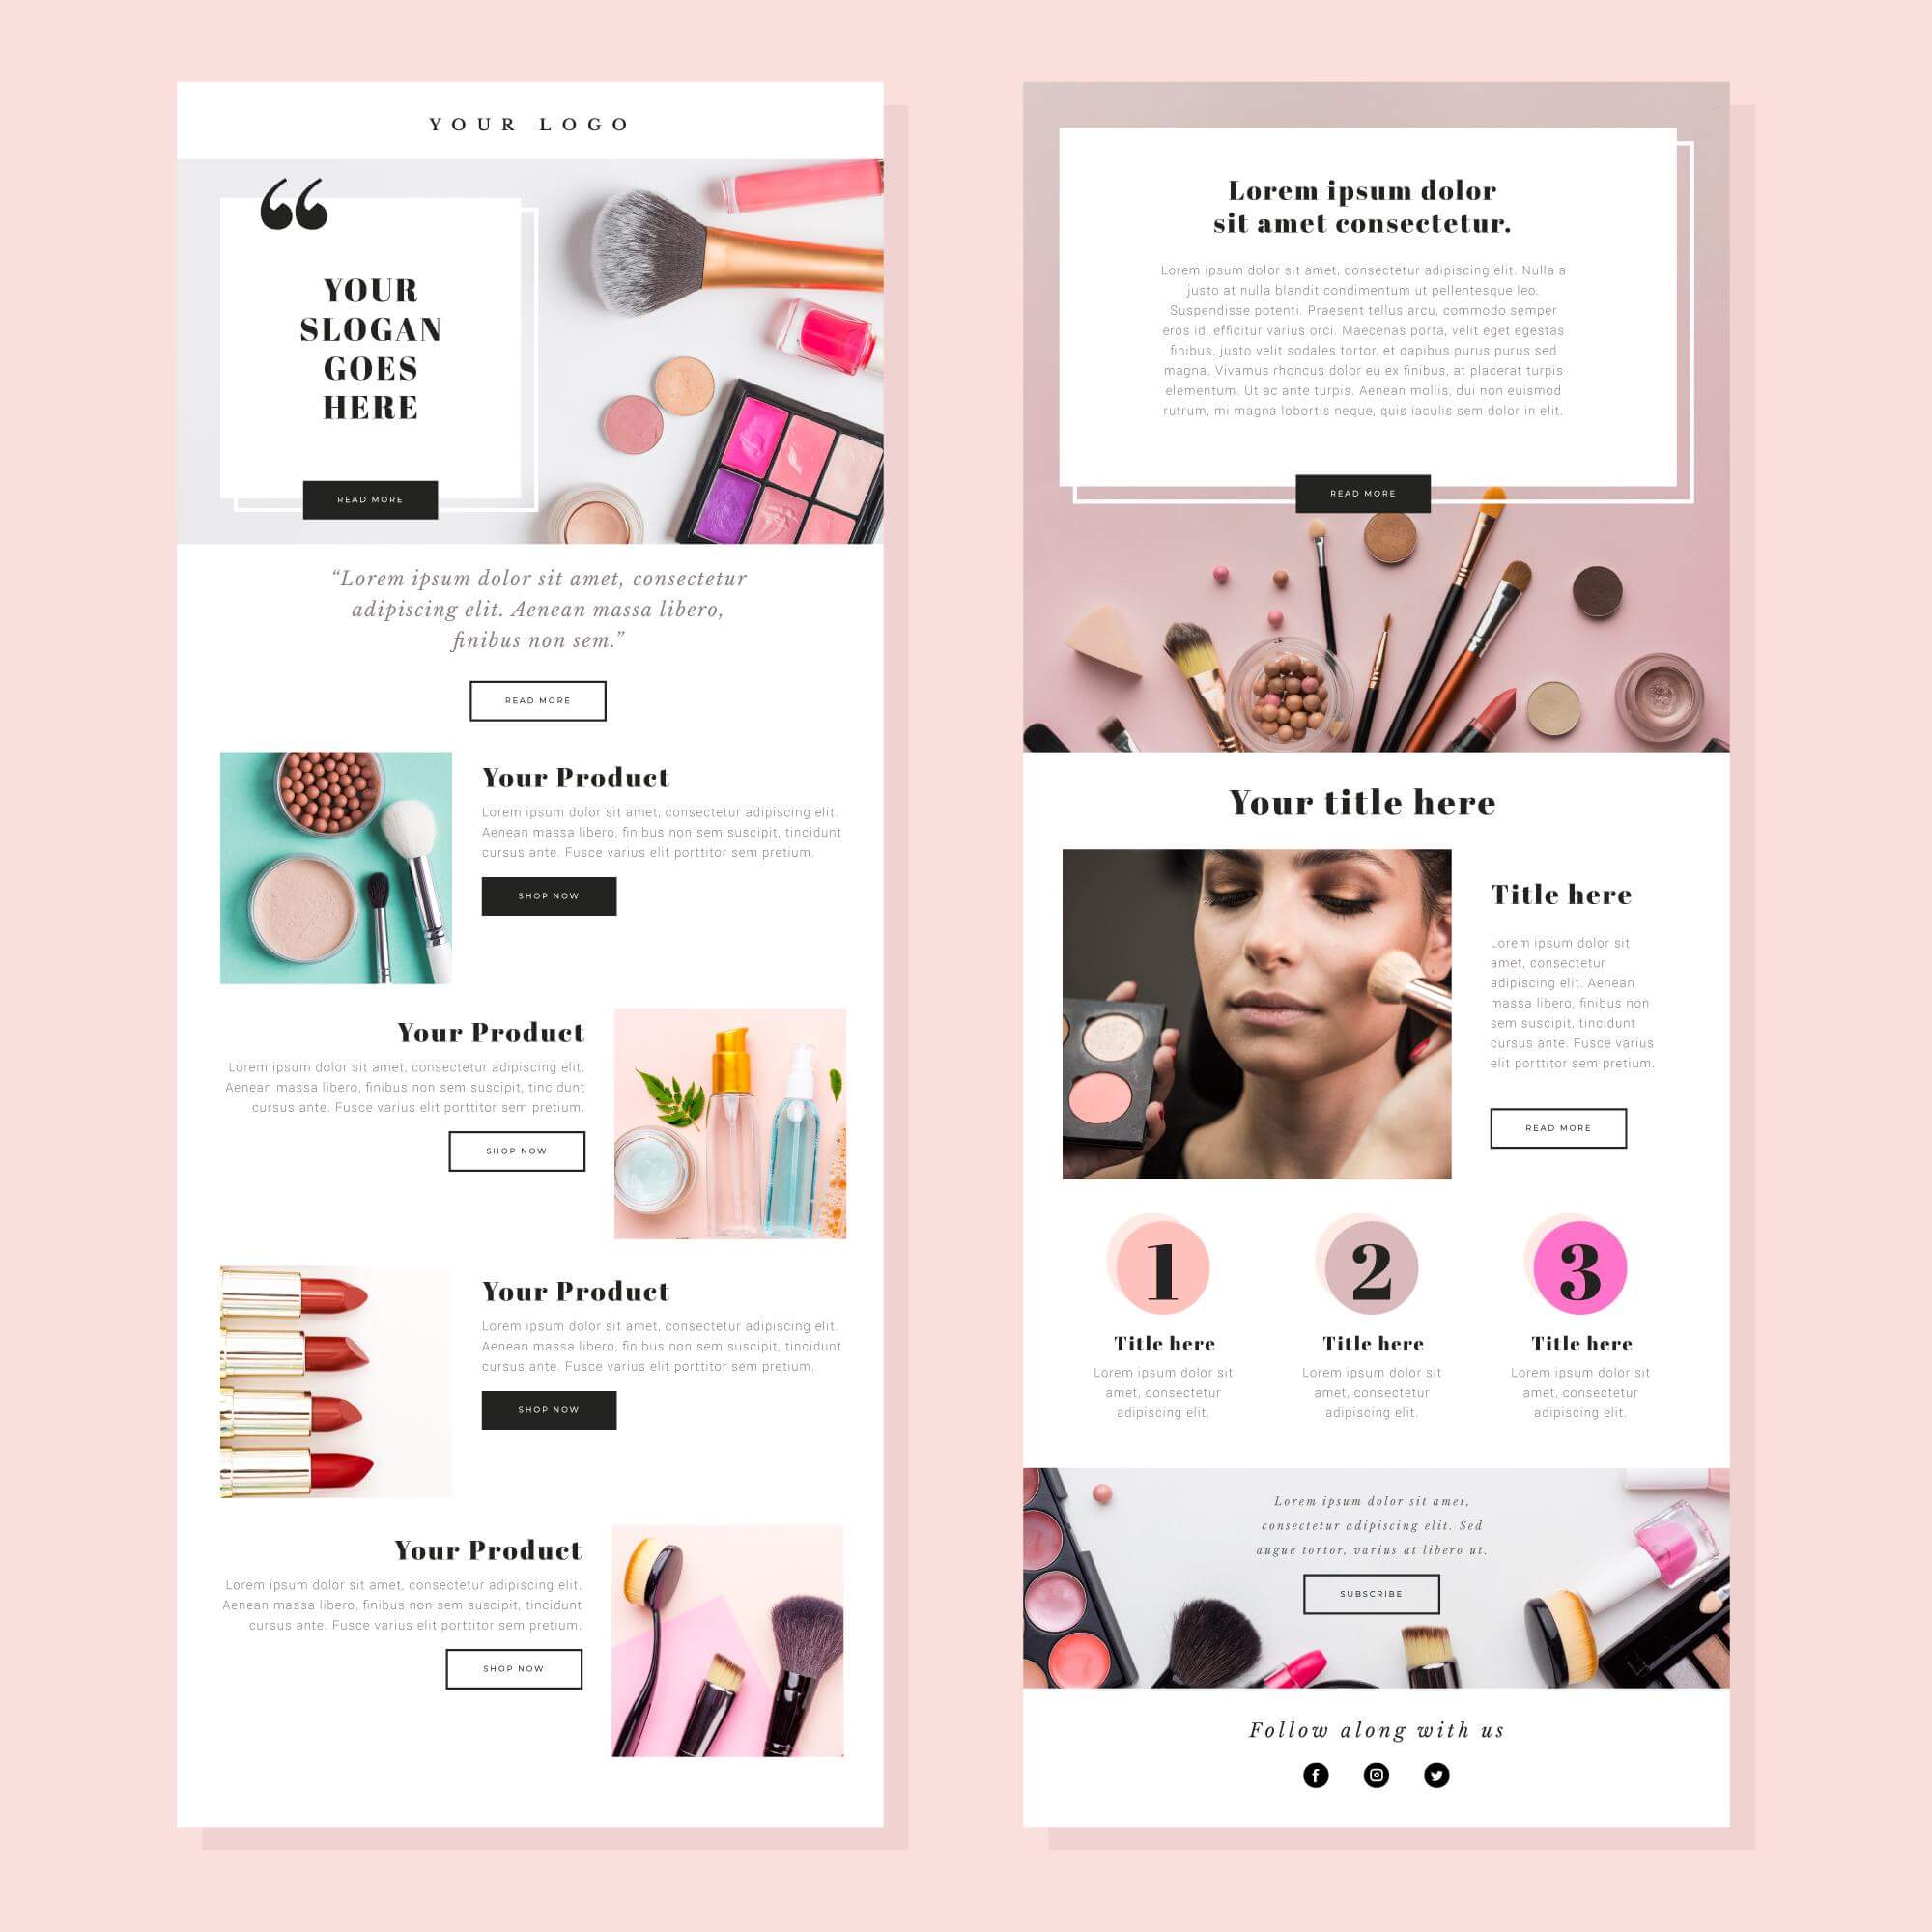 YOUR LOGO
“
YOUR
SLOGAN
GOES
HERE
READ MORE
“Lorem ipsum dolor sit amet, consectetur
adipiscing elit. Aenean massa libero,
finibus non sem.”
READ MORE
Your Product
Lorem ipsum dolor sit amet, consectetur adipiscing elit.
Aenean massa libero, finibus non sem suscipit, tincidunt
cursus ante. Fusce varius elit porttitor sem pretium.
SHOP NOW
Your Product
Lorem ipsum dolor sit amet, consectetur adipiscing elit.
Aenean massa libero, finibus non sem suscipit, tincidunt
cursus ante. Fusce varius elit porttitor sem pretium.
SHOP NOW
Your Product
Lorem ipsum dolor sit amet, consectetur adipiscing elit.
Aenean massa libero, finibus non sem suscipit, tincidunt
cursus ante. Fusce varius elit porttitor sem pretium.
SHOP NOW
Your Product
Lorem ipsum dolor sit amet, consectetur adipiscing elit.
Aenean massa libero, finibus non sem suscipit, tincidunt
cursus ante. Fusce varius elit porttitor sem pretium.
SHOP NOW
Lorem ipsum dolor
sit amet consectetur.
Lorem ipsum dolor sit amet, consectetur adipiscing elit. Nulla a
justo at nulla blandit condimentum ut pellentesque leo.
Suspendisse potenti. Praesent tellus arcu, commodo semper
eros id, efficitur varius orci. Maecenas porta, velit eget egestas
finibus, justo velit sodales tortor, et dapibus purus purus sed
magna. Vivamus rhoncus dolor eu ex finibus, at placerat turpis
elementum. Ut ac ante turpis. Aenean mollis, dui non euismod
rutrum, mi magna lobortis neque, quis iaculis sem dolor in elit.
READ MORE
Your title here
Title here
Lorem ipsum dolor sit
amet, consectetur
adipiscing elit. Aenean
massa libero, finibus non
sem suscipit, tincidunt
cursus ante. Fusce varius
elit porttitor sem pretium.
READ MORE
1
Title here
Lorem ipsum dolor sit
amet, consectetur
adipiscing elit.
2
Title here
Lorem ipsum dolor sit
amet, consectetur
adipiscing elit.
3
Title here
Lorem ipsum dolor sit
amet, consectetur
adipiscing elit.
Lorem ipsum dolor sit amet,
consectetur adipiscing elit. Sed
augue tortor, varius at libero ut.
SUBSCRIBE
Follow along with us